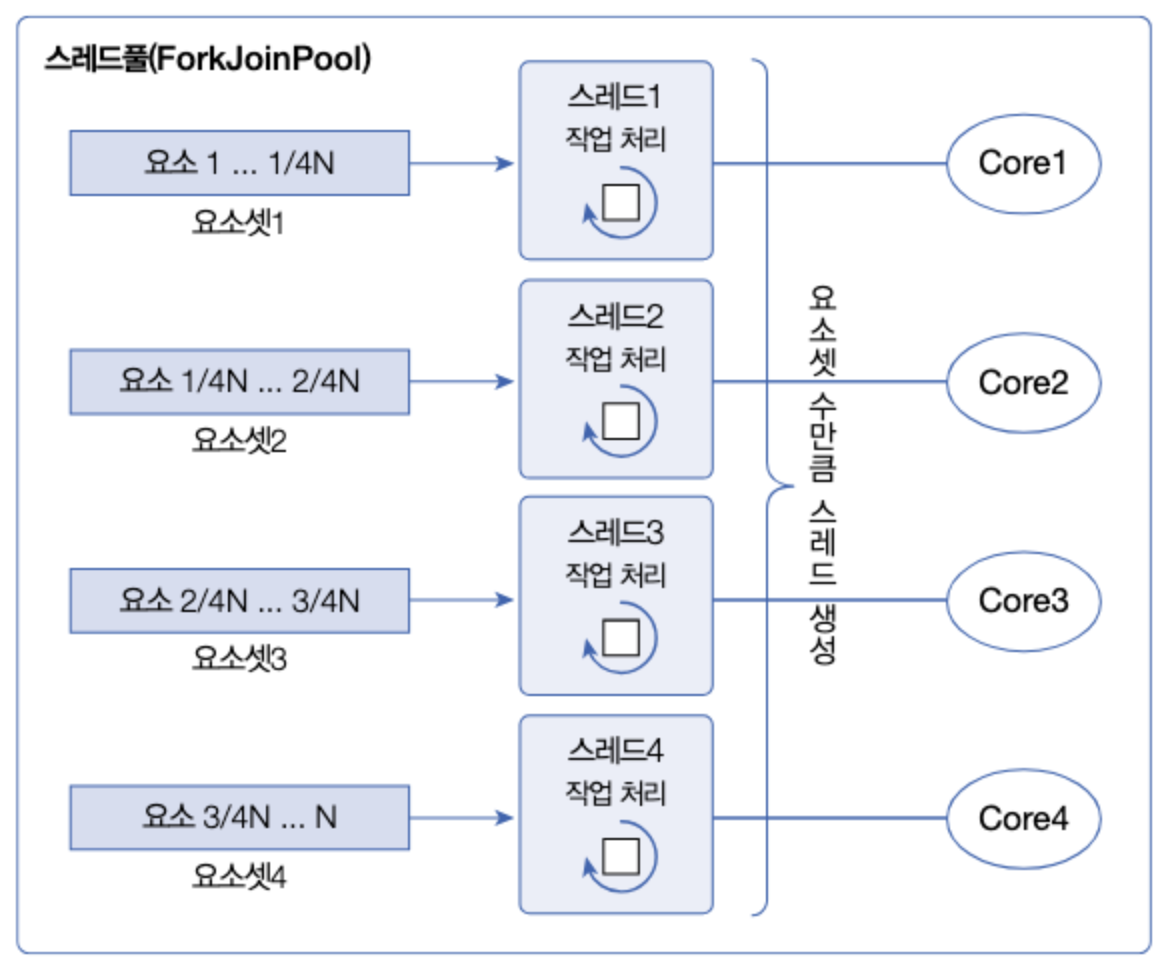 스레드풀(ForkJoinPool)
요소 1 ... 1/4N
요소셋1
스레드1
작업 처리
Core1
요소 1/4N ... 2/4N
요소셋2
스레드2
작업 처리
Core2
요소 2/4N ... 3/4N
요소셋3
스레드3
작업 처리
Core3
요소 3/4N ... N
요소셋4
스레드4
작업 처리
Core4
요소셋 수만큼 스레드 생성